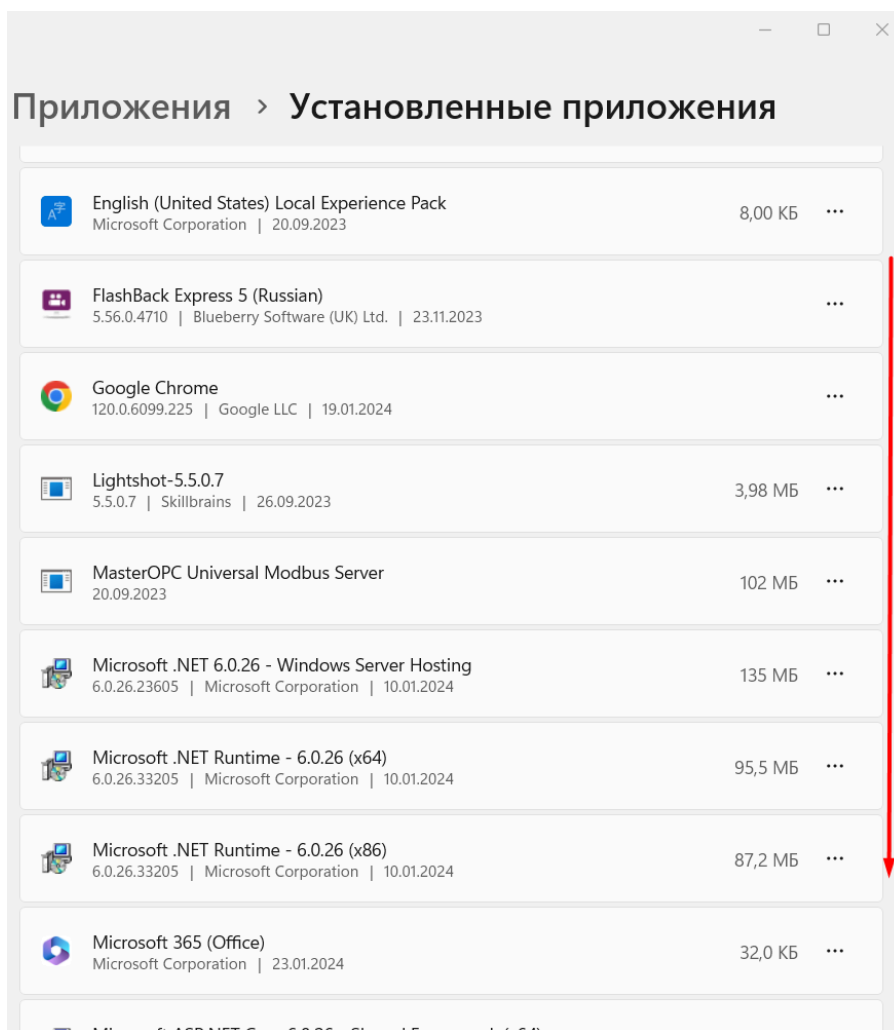 Приложения > Установленные приложения
English (United States) Local Experience Pack
Microsoft Corporation | 20.09.2023
8,00 КБ
FlashBack Express 5 (Russian)
5.56.0.4710 | Blueberry Software (UK) Ltd. | 23.11.2023
Google Chrome
120.0.6099.225 | Google LLC | 19.01.2024
Lightshot-5.5.0.7
5.5.0.7 | Skillbrains | 26.09.2023
3,98 МБ
MasterOPC Universal Modbus Server
20.09.2023
102 МБ
Microsoft .NET 6.0.26 - Windows Server Hosting
6.0.26.23605 | Microsoft Corporation | 10.01.2024
135 МБ
Microsoft .NET Runtime - 6.0.26 (x64)
6.0.26.33205 | Microsoft Corporation | 10.01.2024
95,5 МБ
Microsoft .NET Runtime - 6.0.26 (x86)
6.0.26.33205 | Microsoft Corporation | 10.01.2024
87,2 МБ
Microsoft 365 (Office)
Microsoft Corporation | 23.01.2024
32,0 КБ